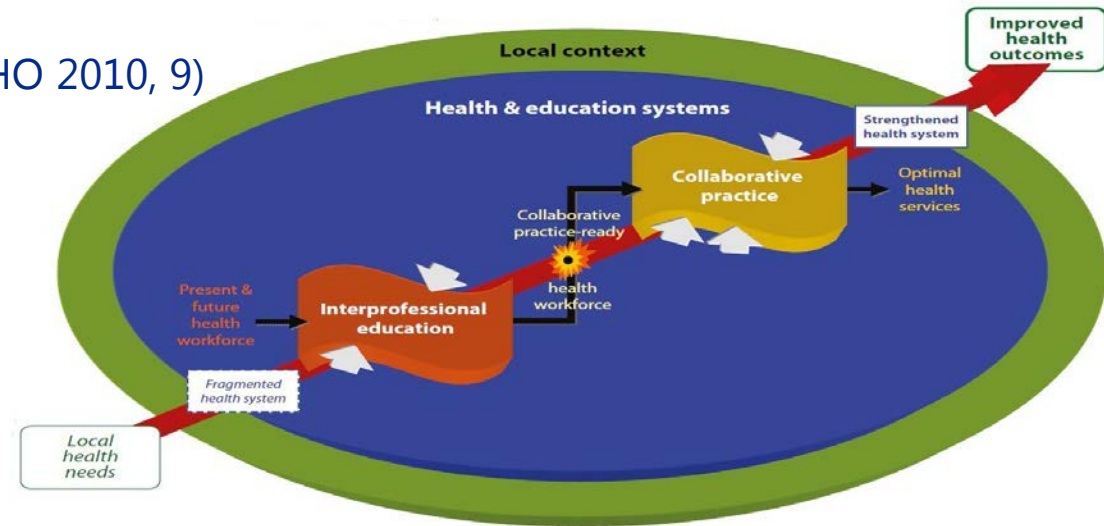 HO 2010, 9)
Improved
health
outcomes
Local context
Health & education systems
Strengthened
health system
Collaborative
practice
Optimal
health
services
Collaborative
practice-ready
health
workforce
Present &
future
health
workforce
Interprofessional
education
Fragmented
health system
Local
health
needs